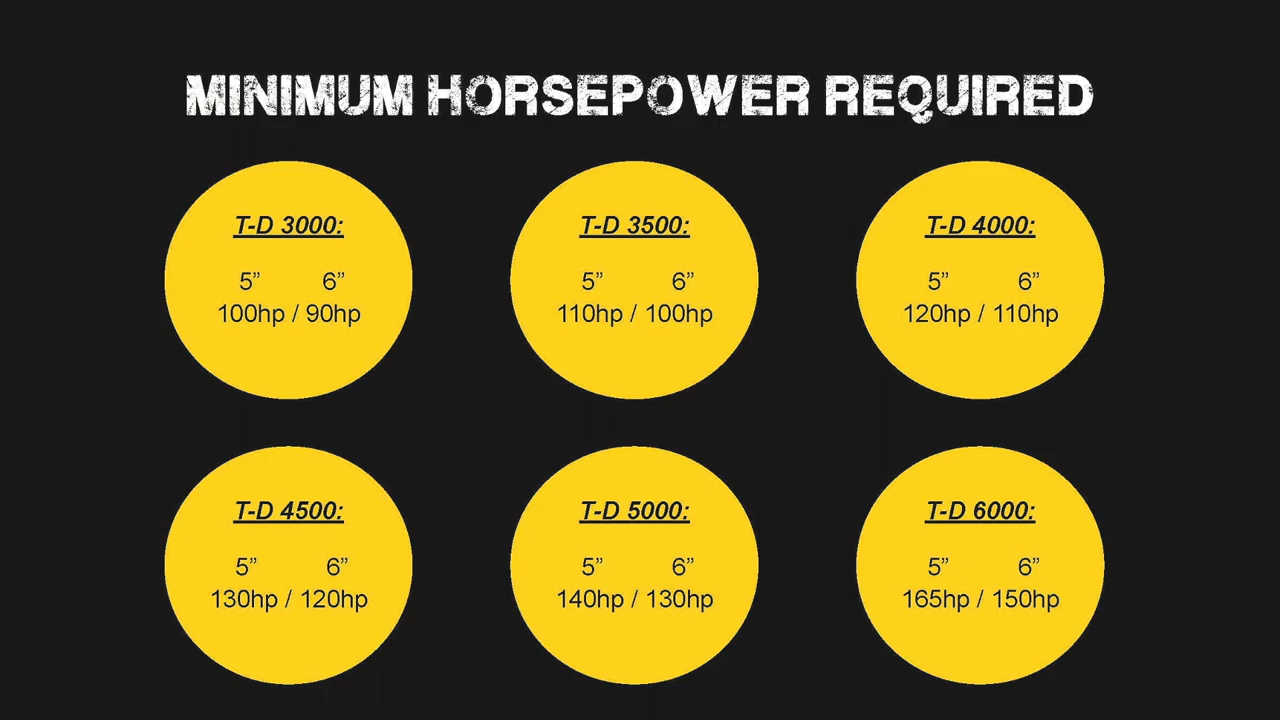 MINIMUM HORSEPOWER REQUIRED
T-D 3000:
5” 6”
100hp / 90hp
T-D 3500:
5” 6”
110hp / 100hp
T-D 4000:
5” 6”
120hp / 110hp
T-D 4500:
5” 6”
130hp / 120hp
T-D 5000:
5” 6”
140hp / 130hp
T-D 6000:
5” 6”
165hp / 150hp